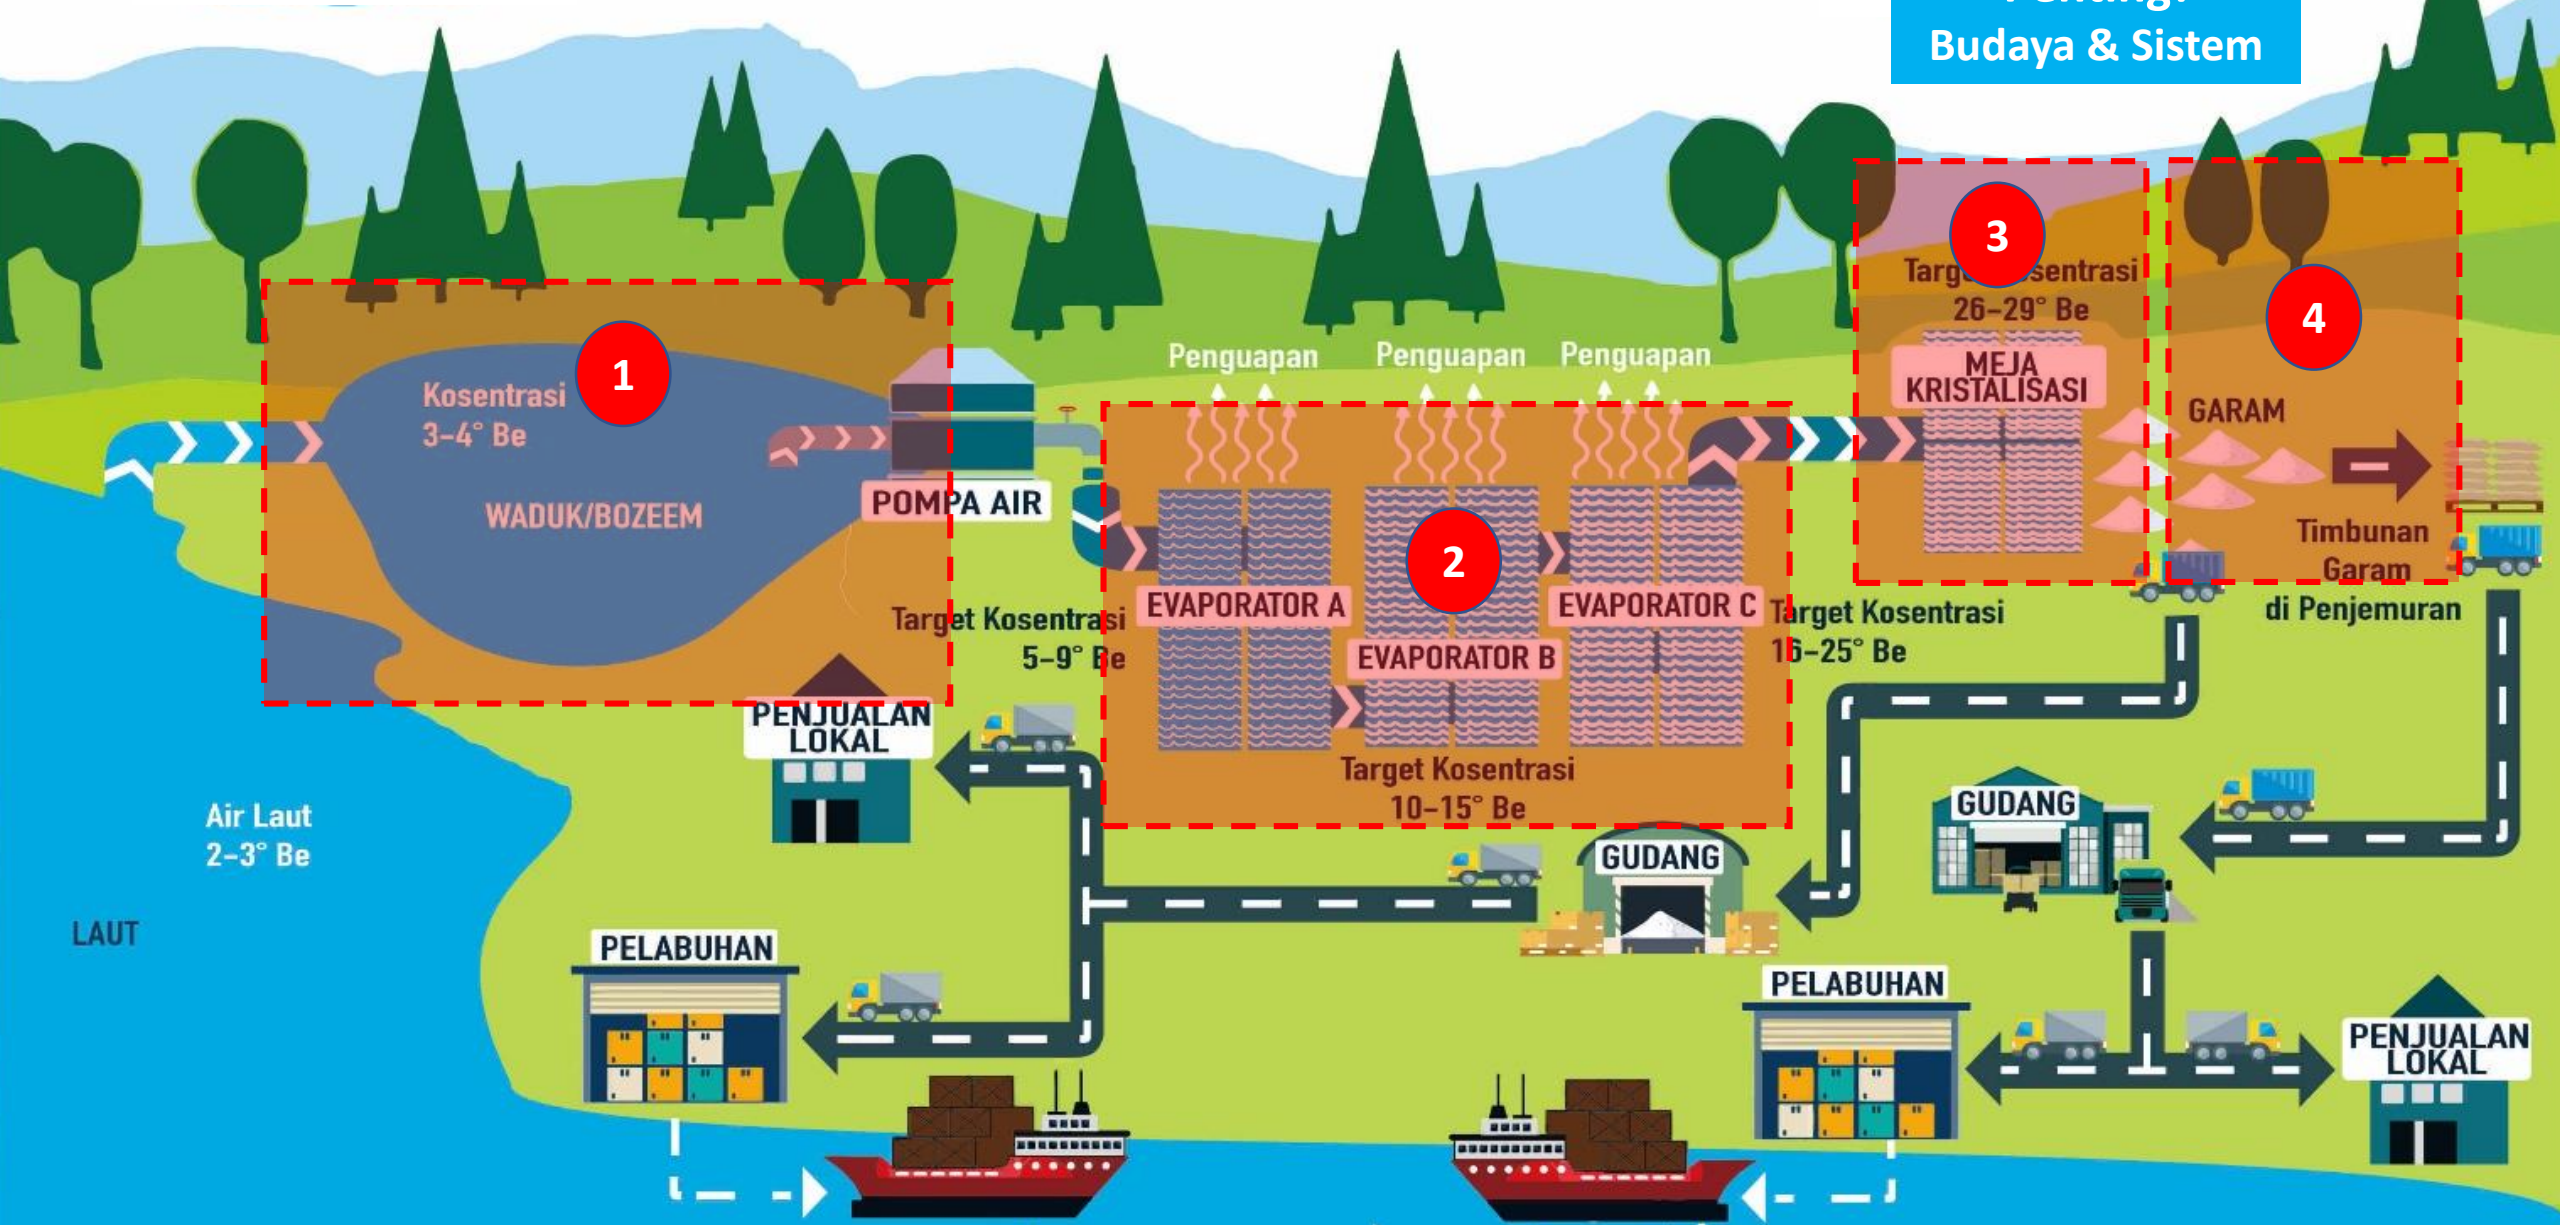 Budaya & Sistem
3
Kosentrasi
26–29° Be
4
1
Kosentrasi
3–4° Be
WADUK/BOZEEM
POMPA AIR
Penguapan
Penguapan
Penguapan
MEJA
KRISTALISASI
GARAM
Timbunan
Garam
di Penjemuran
2
EVAPORATOR A
EVAPORATOR B
EVAPORATOR C
Target Kosentrasi
5–9° Be
Target Kosentrasi
10–15° Be
Target Kosentrasi
16–25° Be
PENJUALAN
LOKAL
Air Laut
2–3° Be
LAUT
GUDANG
GUDANG
PELABUHAN
PELABUHAN
PENJUALAN
LOKAL